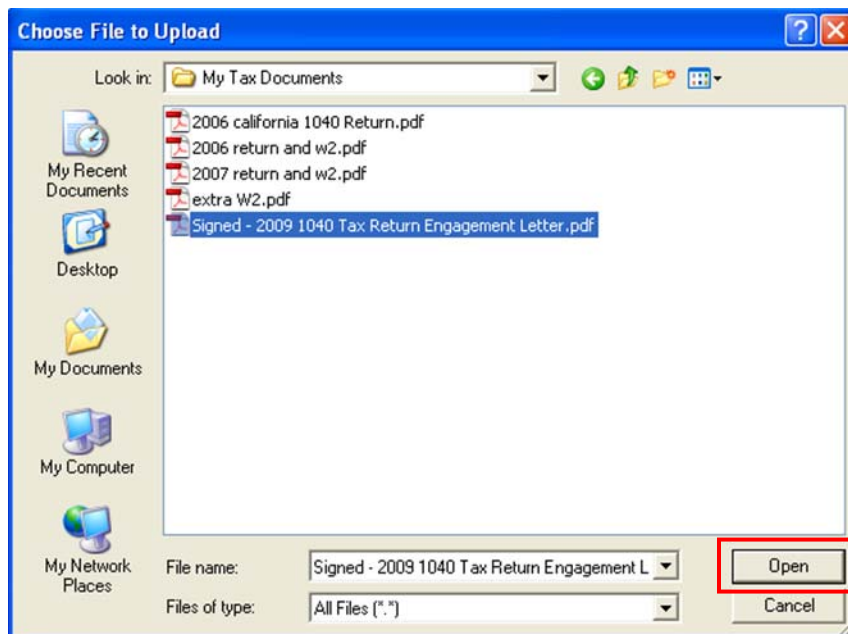 Choose File to Upload
Look in: My Tax Documents
My Recent
Documents
Desktop
My Documents
My Computer
My Network
Places
2006 california 1040 Return.pdf
2006 return and w2.pdf
2007 return and w2.pdf
extra W2.pdf
Signed - 2009 1040 Tax Return Engagement Letter.pdf
File name: Signed - 2009 1040 Tax Return Engagement L
Open
Files of type: All Files (*.*)
Cancel